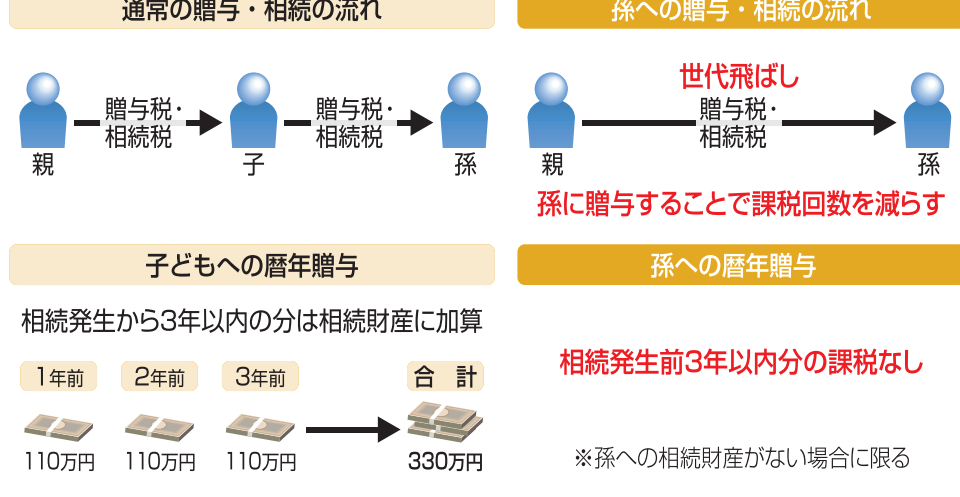 通常の贈与・相続の流れ
贈与税・
相続税
贈与税・
相続税
親
子
孫
孫への贈与・相続の流れ
世代飛ばし
贈与税・
相続税
親
孫
孫に贈与することで課税回数を減らす
子どもへの暦年贈与
相続発生から3年以内の分は相続財産に加算
1年前
2年前
3年前
合 計
110万円
110万円
110万円
330万円
孫への暦年贈与
相続発生前3年以内分の課税なし
※孫への相続財産がない場合に限る